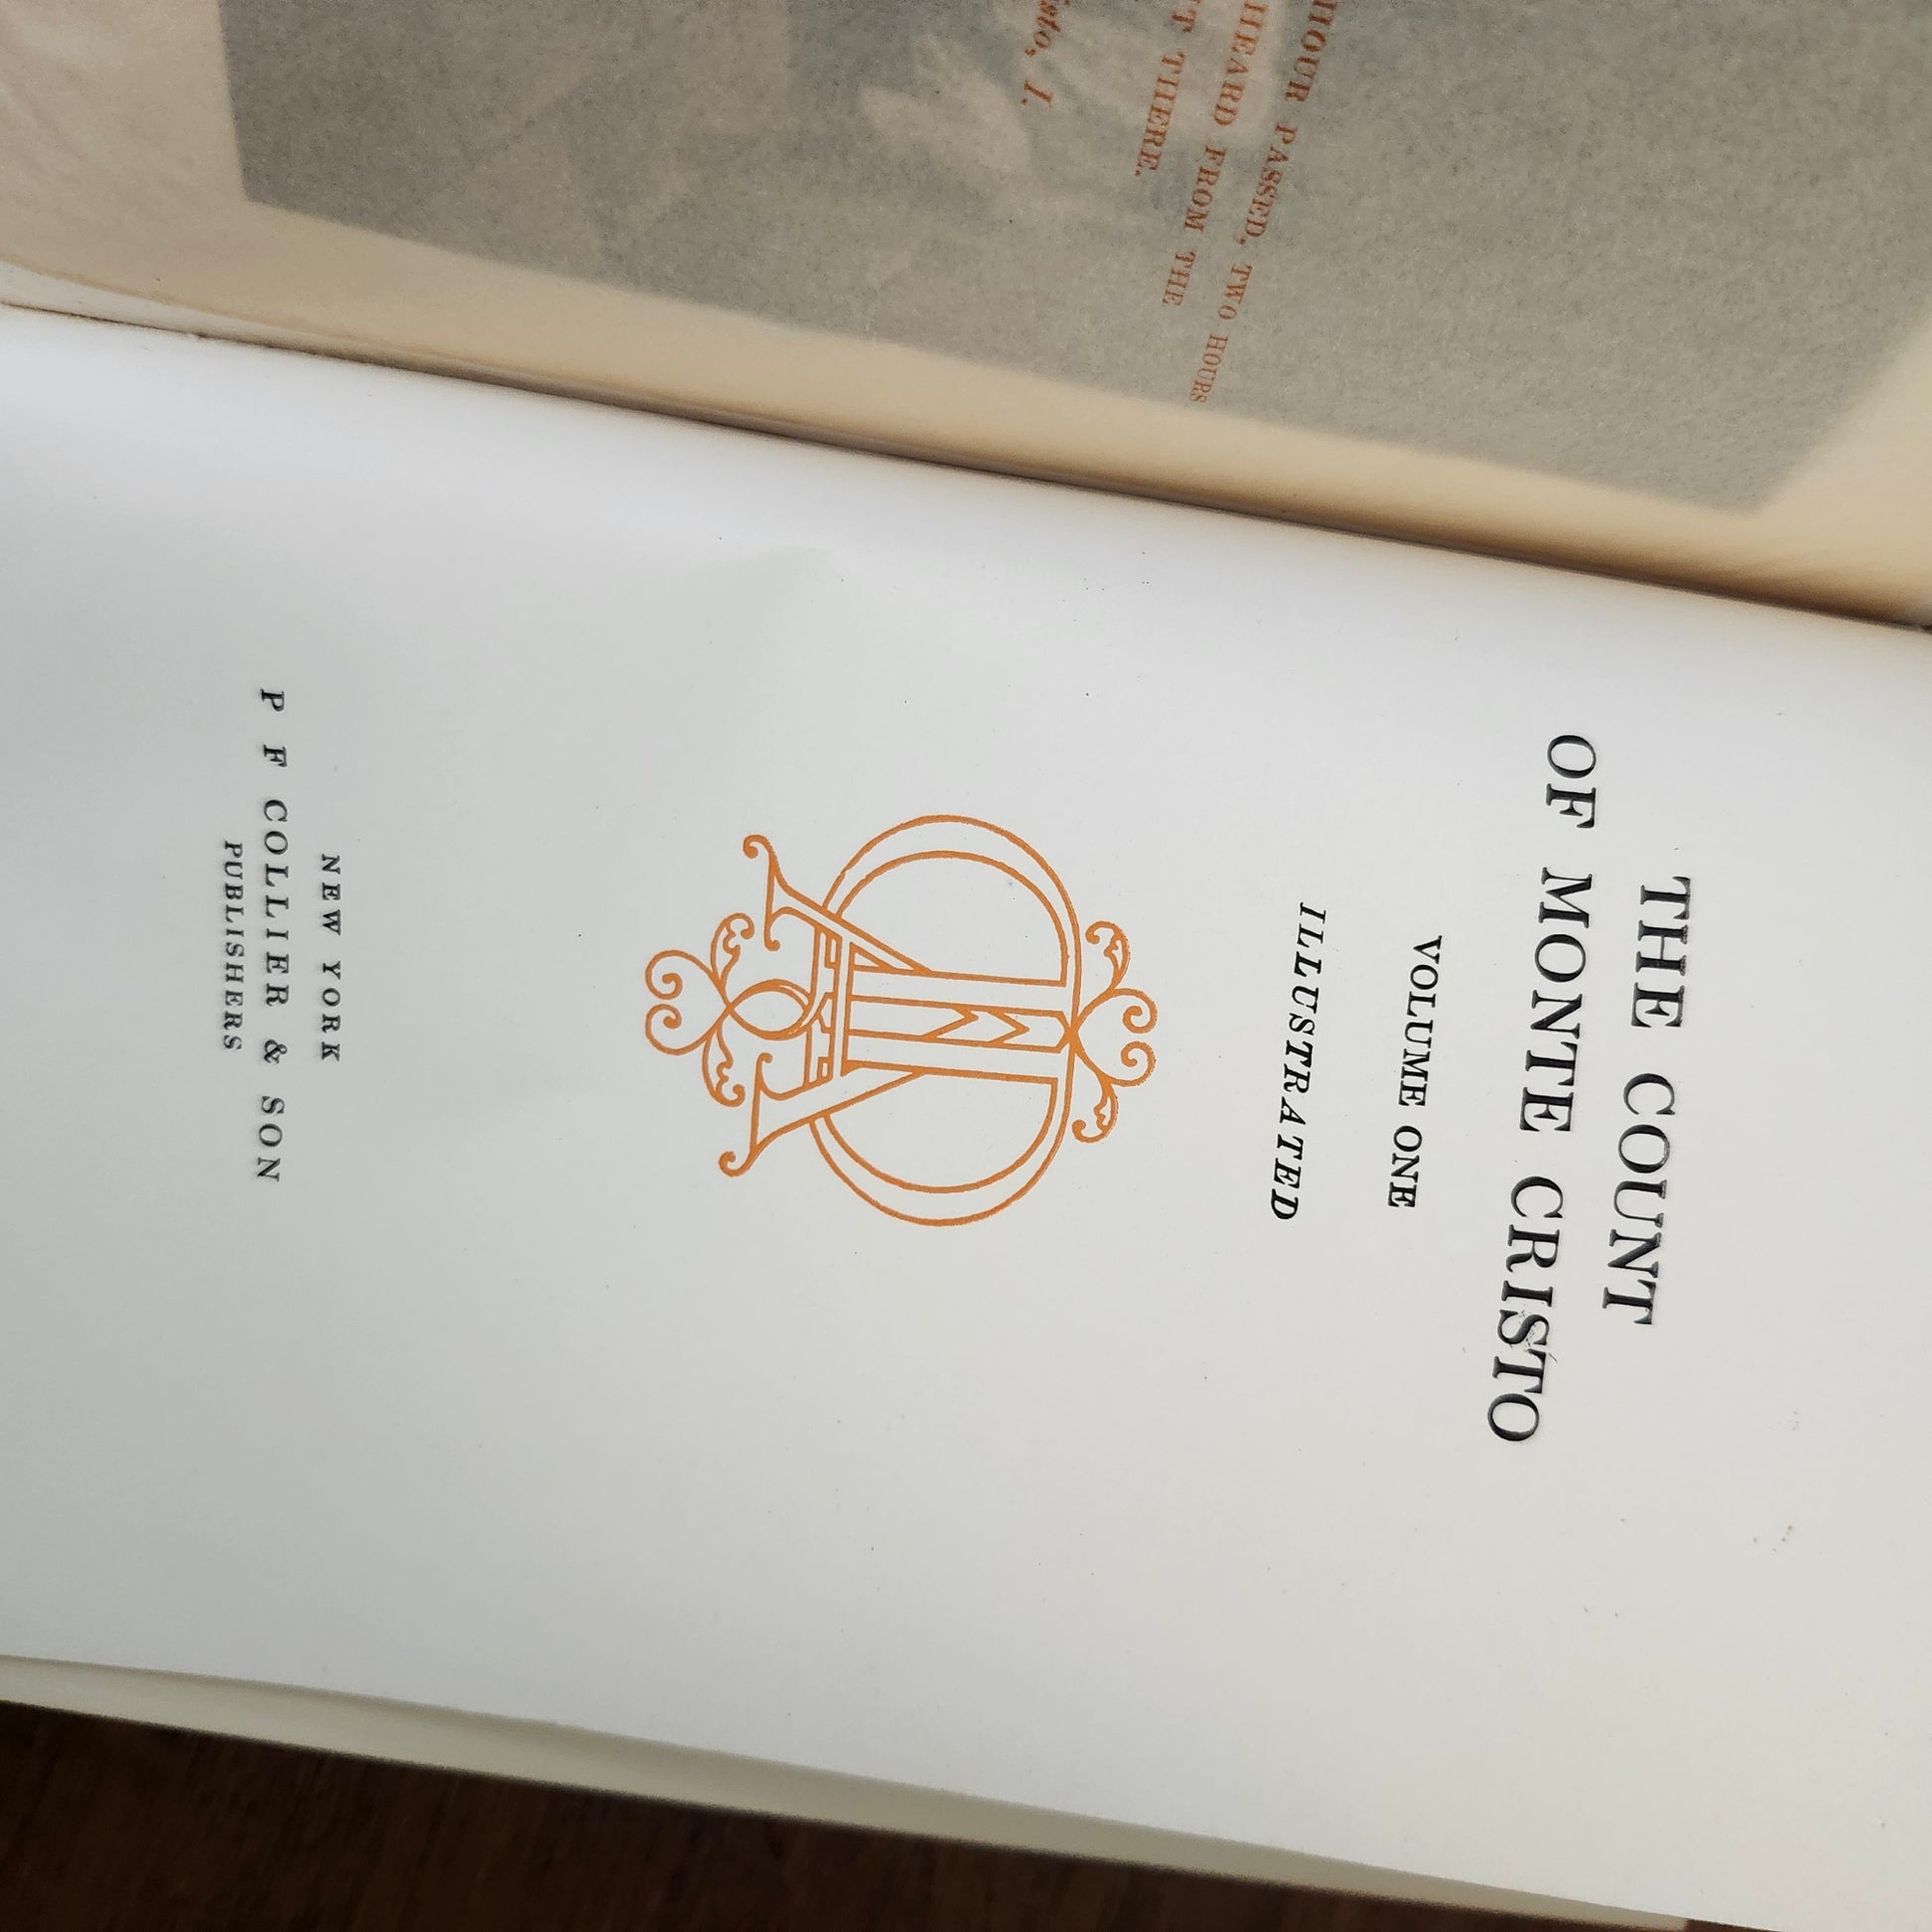 HOUR PASSED, TWO HOURS
HEARD FROM THE
T THERE.
isto, I.
THE COUNT
OF MONTE CRISTO
VOLUME ONE
ILLUSTRATED
NEW YORK
P F COLLIER & SON
PUBLISHERS